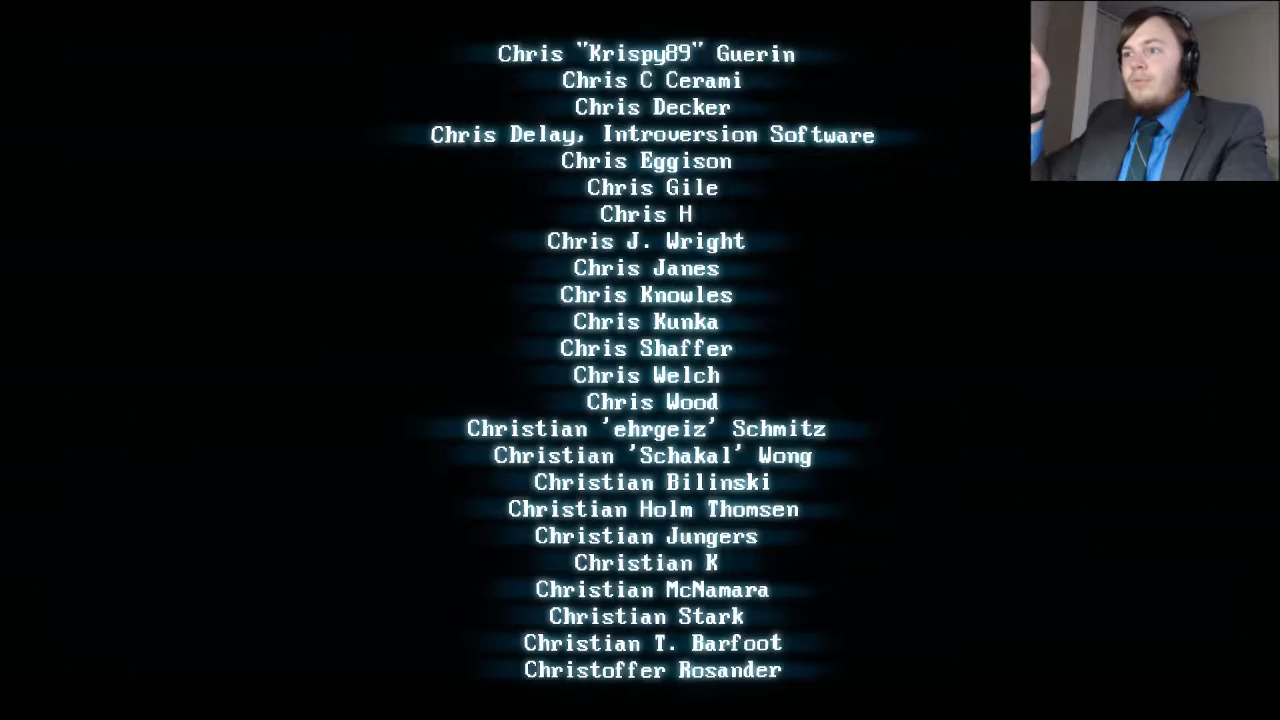 Chris "Krispy89" Guerin
Chris C Cerami
Chris Decker
Chris Delay, Introversion Software
Chris Eggison
Chris Gile
Chris H
Chris J. Wright
Chris Janes
Chris Knowles
Chris Kunka
Chris Shaffer
Chris Welch
Chris Wood
Christian 'ehrgeiz' Schmitz
Christian 'Schakal' Wong
Christian Bilinski
Christian Holm Thomsen
Christian Jungers
Christian K
Christian McNamara
Christian Stark
Christian T. Barfoot
Christoffer Rosander